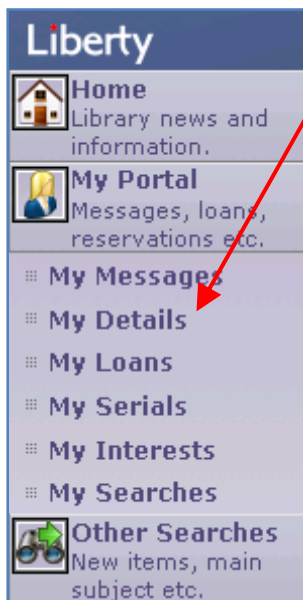 Liberty
Home
Library news and
information.
My Portal
Messages, loans,
reservations etc.
My Messages
My Details
My Loans
My Serials
My Interests
My Searches
Other Searches
New items, main
subject etc.